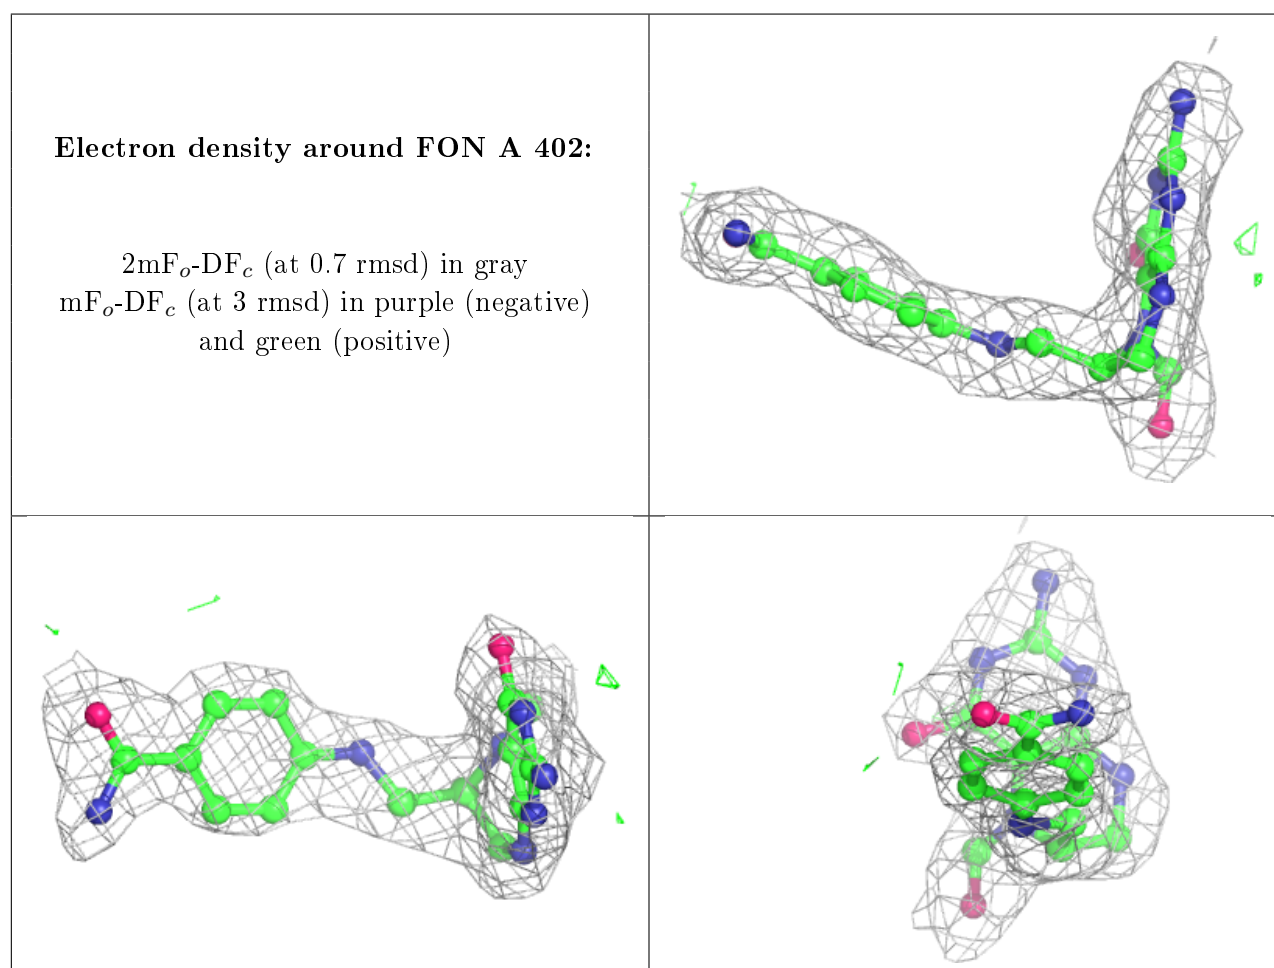 Electron density around FON A 402:
2mFo-DFc (at 0.7 rmsd) in gray
mFo-DFc (at 3 rmsd) in purple (negative)
and green (positive)